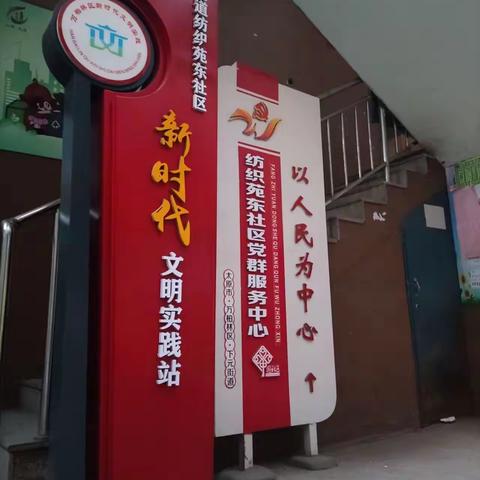 道纺织苑东社区
新时代
文明实践站
纺织苑东社区党群服务中心
FANG ZHI YUAN DONG SHE QU DANG QUN FU WU ZHONG XIN
太原市·万柏林区·下元街道
以人民为中心